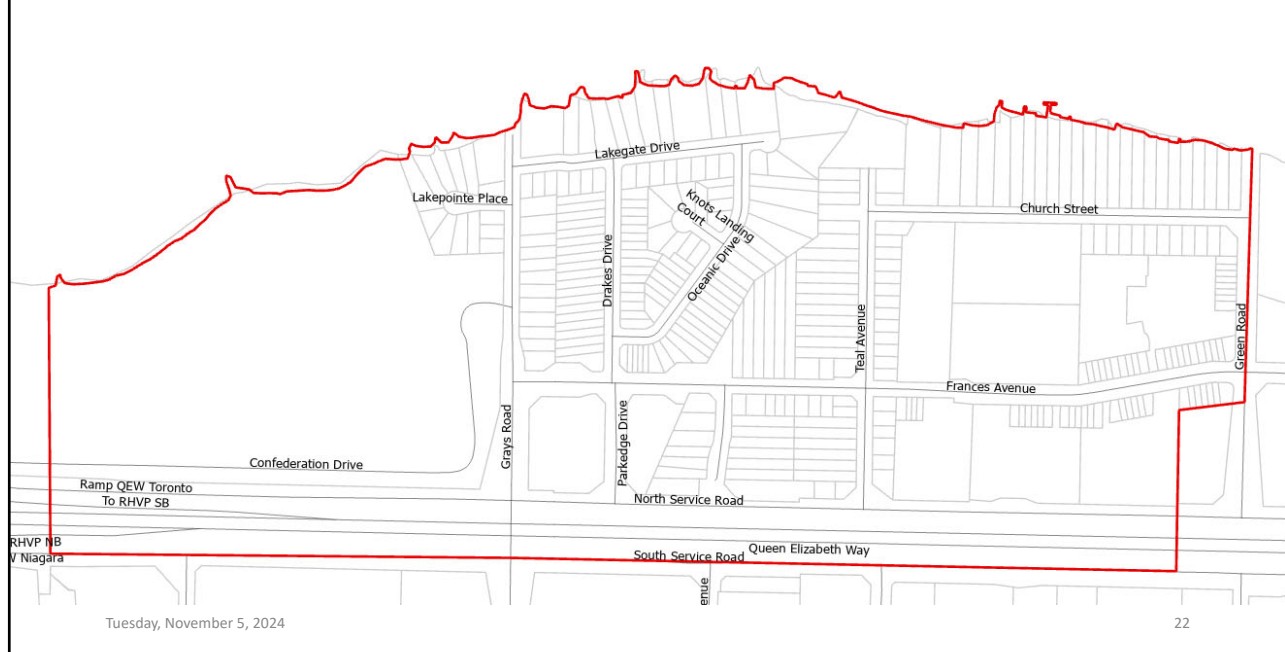 Lakegate Drive
Lakepointe Place
Knots Landing
Court
Church Street
Drakes Drive
Oceanic Drive
Teal Avenue
Green Road
Frances Avenue
Grays Road
Parkedge Drive
Confederation Drive
Ramp QEW Toronto
To RHVP SB
North Service Road
RHVP NB
W Niagara
Queen Elizabeth Way
South Service Road
enue
Tuesday, November 5, 2024
22